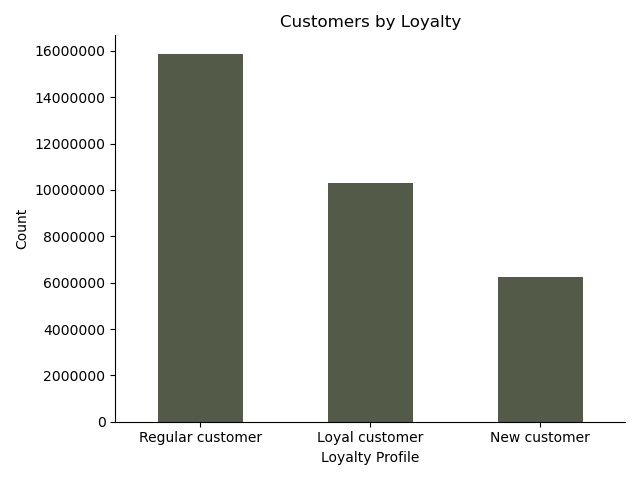 Customers by Loyalty
16000000
14000000
12000000
10000000
8000000
6000000
4000000
2000000
0
Count
Regular customer
Loyal customer
New customer
Loyalty Profile